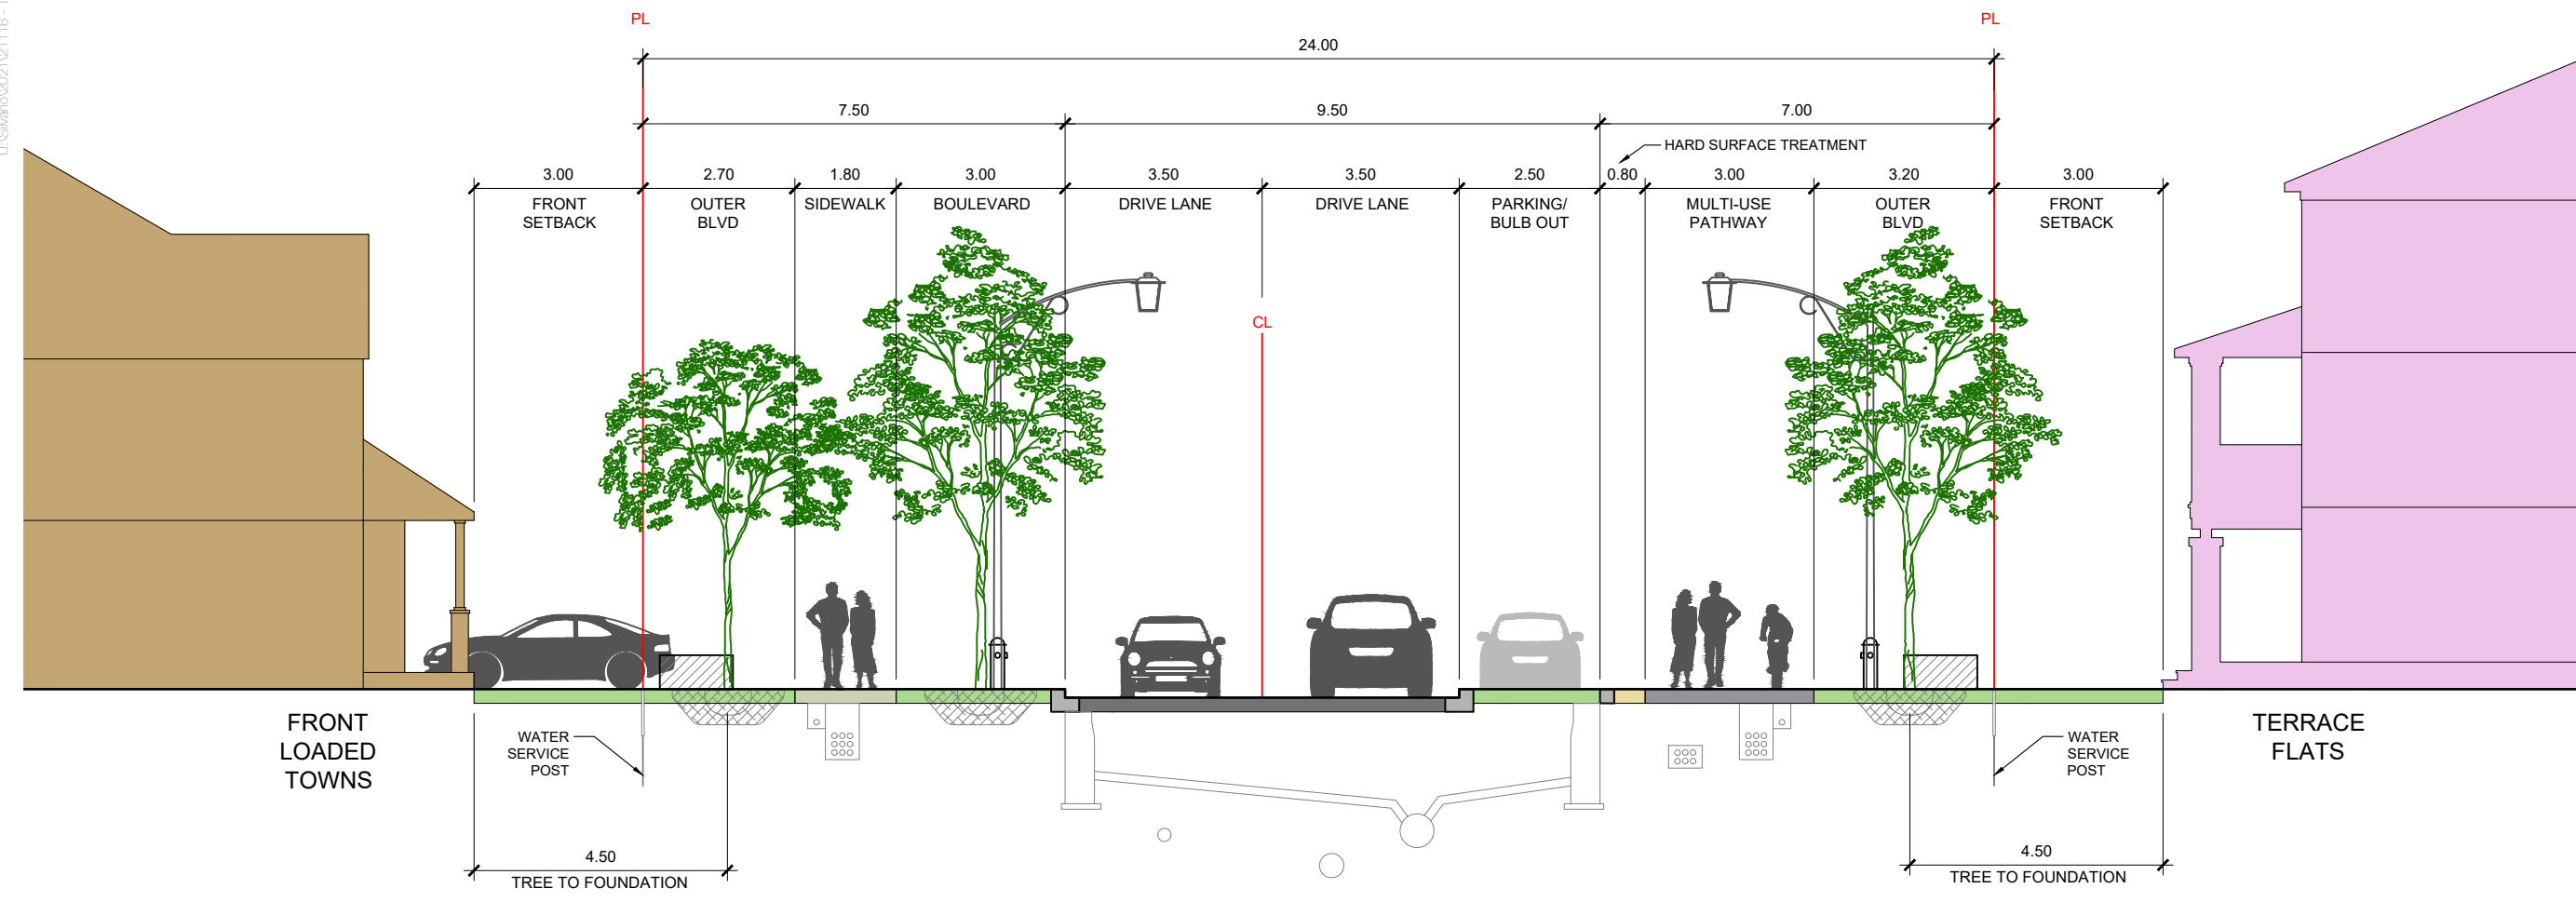 PL
PL
24.00
7.50
9.50
7.00
HARD SURFACE TREATMENT
3.00
2.70
1.80
3.00
3.50
3.50
2.50
0.80
3.00
3.20
3.00
FRONT
SETBACK
OUTER
BLVD
SIDEWALK
BOULEVARD
DRIVE LANE
DRIVE LANE
PARKING/
BULB OUT
MULTI-USE
PATHWAY
OUTER
BLVD
FRONT
SETBACK
CL
FRONT
LOADED
TOWNS
WATER
SERVICE
POST
WATER
SERVICE
POST
TERRACE
FLATS
4.50
TREE TO FOUNDATION
4.50
TREE TO FOUNDATION